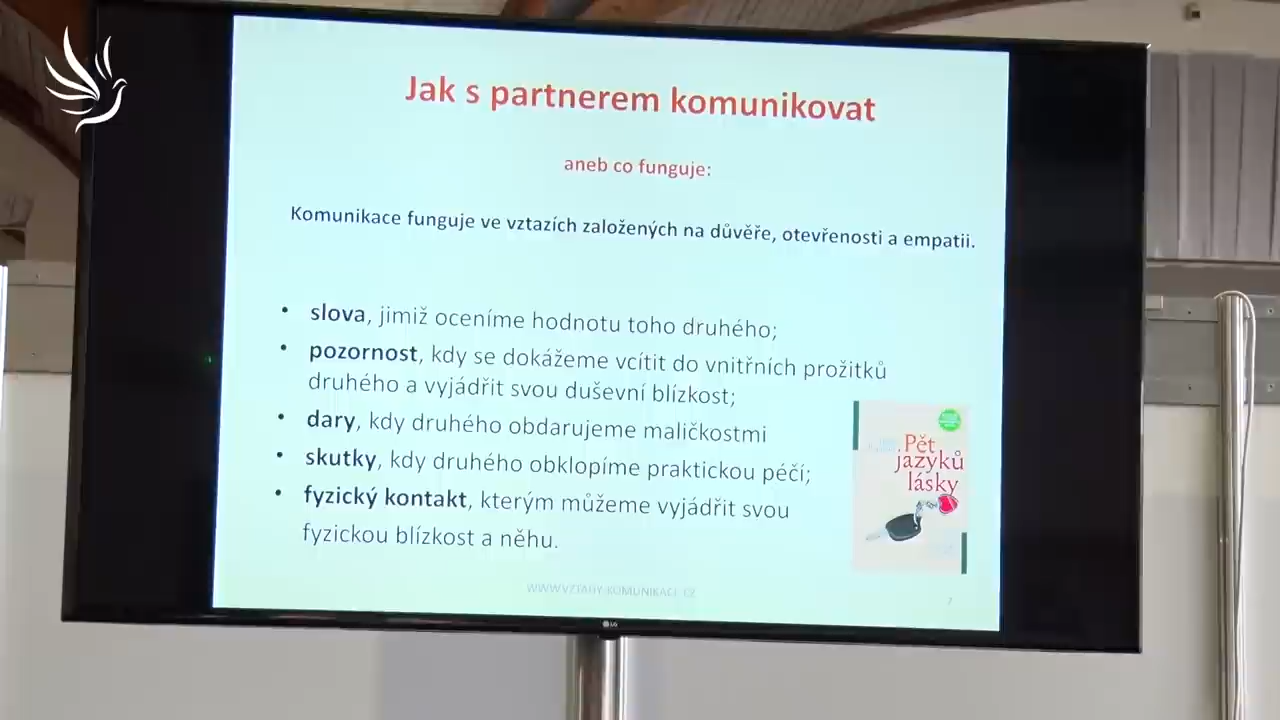 Jak s partnerem komunikovat
aneb co funguje:
Komunikace funguje ve vztazích založených na důvěře, otevřenosti a empatii.
• slova, jimiž oceníme hodnotu toho druhého;
• pozornost, kdy se dokážeme vcítit do vnitřních prožitků
druhého a vyjádřit svou duševní blízkost;
• dary, kdy druhého obdarujeme maličkostmi
• skutky, kdy druhého obklopíme praktickou péčí;
• fyzický kontakt, kterým můžeme vyjádřit svou
fyzickou blízkost a něhu.
Pět
jazyků
lásky
WWW.VZTAHY-KOMUNIKACE.CZ
7
LG